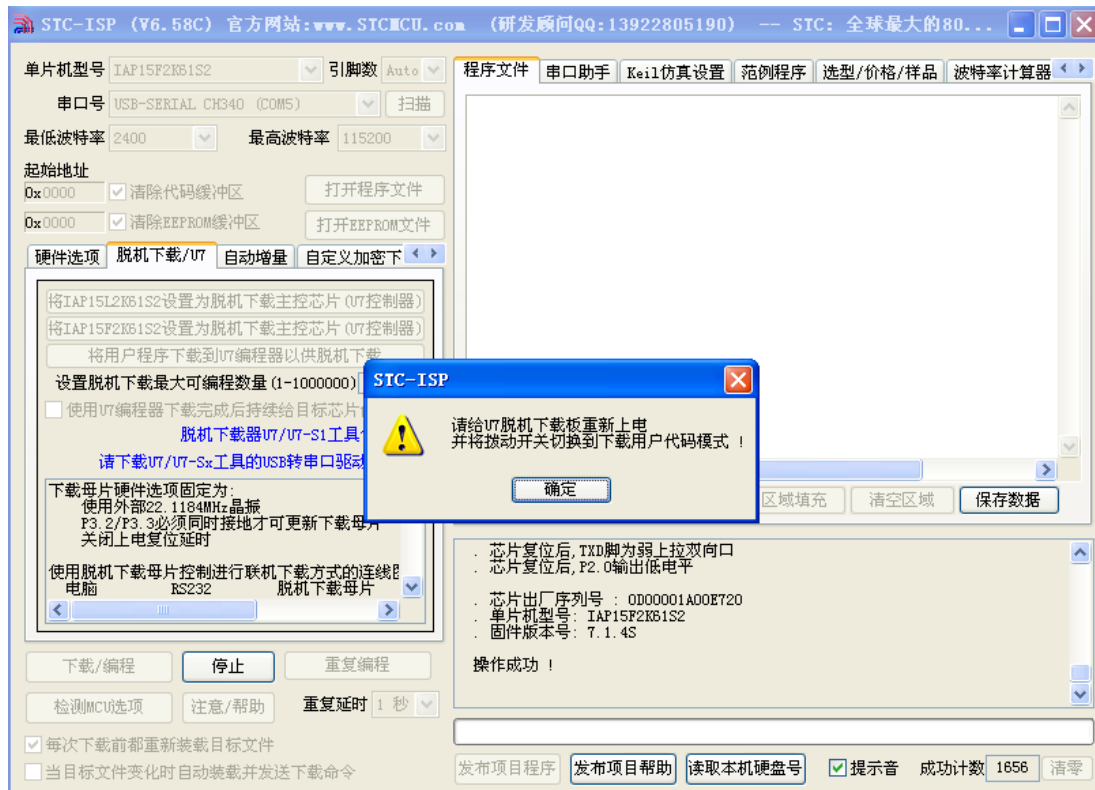 STC-ISP (V6.58C) 官方网站:www.STCMCU.com (研发顾问QQ:13922805190) -- STC: 全球最大的80...
单片机型号 IAP15F2K61S2 引脚数 Auto
串口号 USB-SERIAL CH340 (COM5) 扫描
最低波特率 2400 最高波特率 115200
起始地址
0x0000 清除代码缓冲区 打开程序文件
0x0000 清除EEPROM缓冲区 打开EEPROM文件
硬件选项 脱机下载/U7 自动增量 自定义加密下
将IAP15L2K61S2设置为脱机下载主控芯片(U7控制器)
将IAP15F2K61S2设置为脱机下载主控芯片(U7控制器)
将用户程序下载到U7编程器以供脱机下载
设置脱机下载最大可编程数量(1-1000000)
使用U7编程器下载完成后持续给目标芯片
脱机下载器U7/U7-S1工具
请下载U7/U7-Sx工具的USB转串口驱动
下载母片硬件选项固定为:
使用外部22.1184MHz晶振
P3.2/P3.3必须同时接地才可更新下载母片
关闭上电复位延时
使用脱机下载母片控制进行联机下载方式的连线
电脑 RS232 脱机下载母片
下载/编程 停止 重复编程
检测MCU选项 注意/帮助 重复延时 1 秒
每次下载前都重新装载目标文件
当目标文件变化时自动装载并发送下载命令
程序文件 串口助手 Keil仿真设置 范例程序 选型/价格/样品 波特率计算器
STC-ISP
请给U7脱机下载板重新上电
并将拨动开关切换到下载用户代码模式 !
确定
区域填充 清空区域 保存数据
. 芯片复位后,TXD脚为弱上拉双向口
. 芯片复位后,P2.0输出低电平
. 芯片出厂序列号 : 0D00001A00E720
. 单片机型号: IAP15F2K61S2
. 固件版本号: 7.1.4S
操作成功 !
发布项目程序 发布项目帮助 读取本机硬盘号 提示音 成功计数 1656 清零